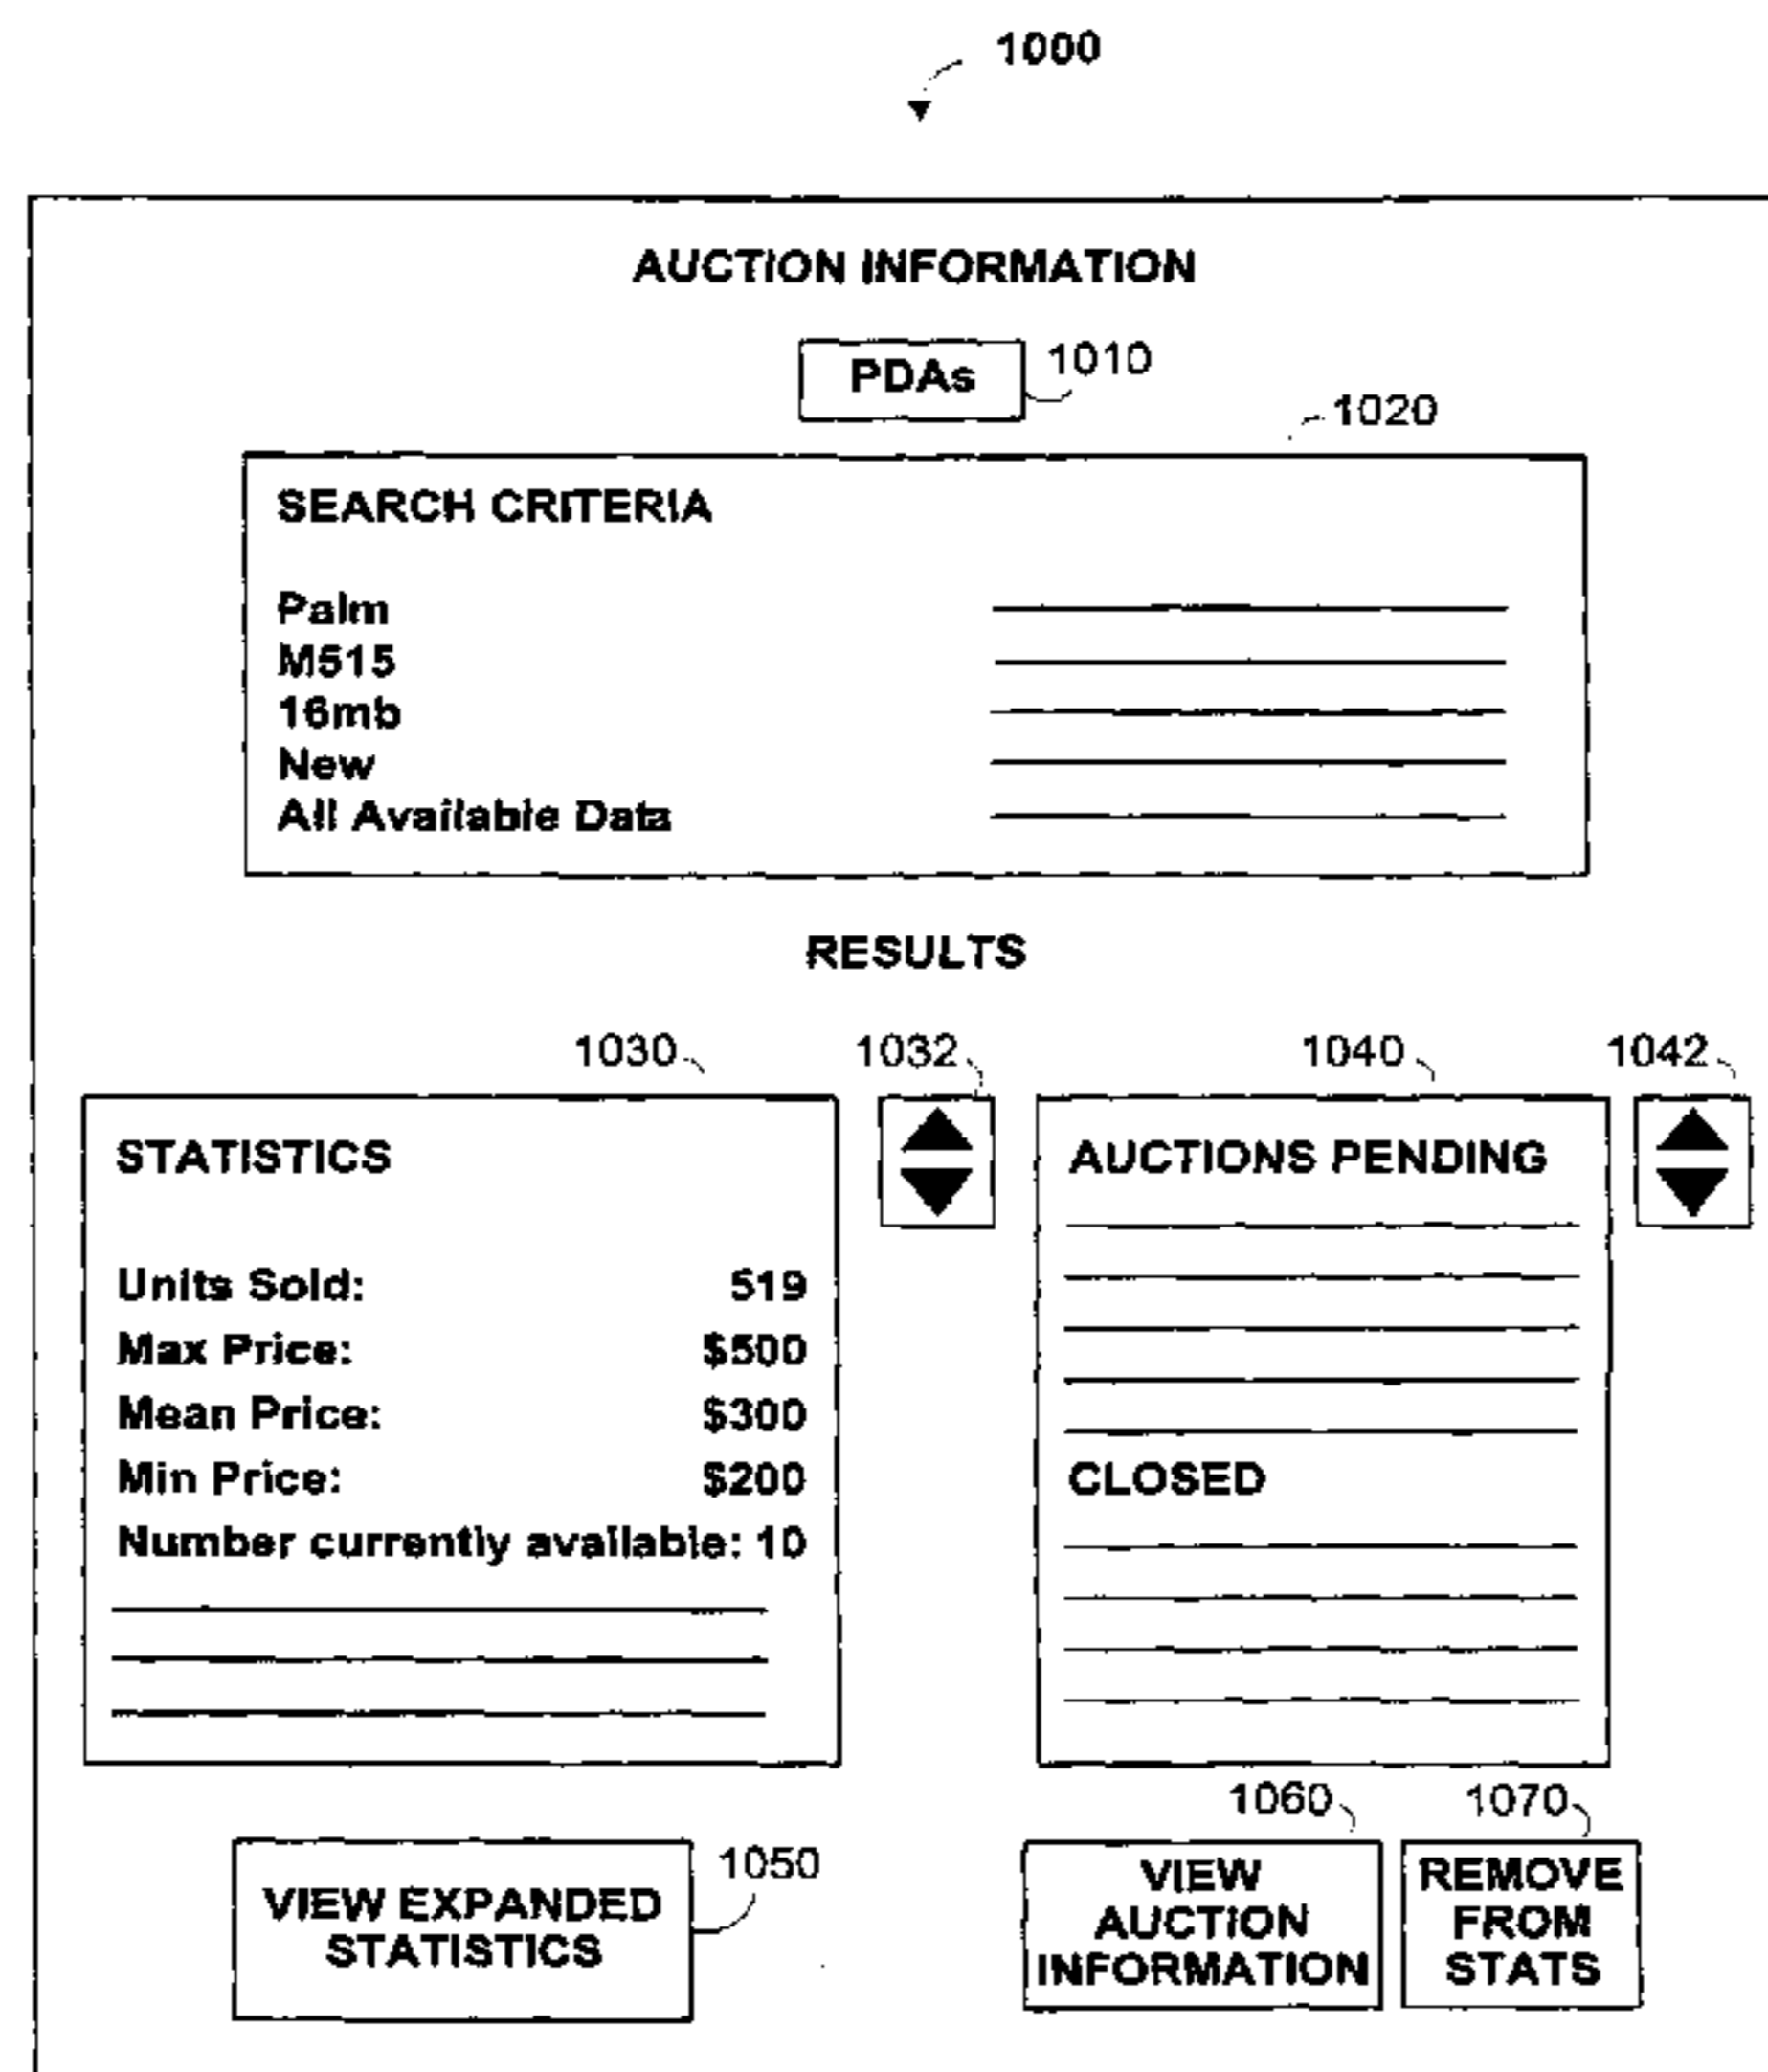 1000
AUCTION INFORMATION
PDAs
1010
1020
SEARCH CRITERIA
Palm
M515
16mb
New
All Available Data
RESULTS
1030
1032
1040
1042
STATISTICS
Units Sold: 519
Max Price: $500
Mean Price: $300
Min Price: $200
Number currently available: 10
AUCTIONS PENDING
CLOSED
1050
VIEW EXPANDED
STATISTICS
1060
1070
VIEW
AUCTION
INFORMATION
REMOVE
FROM
STATS